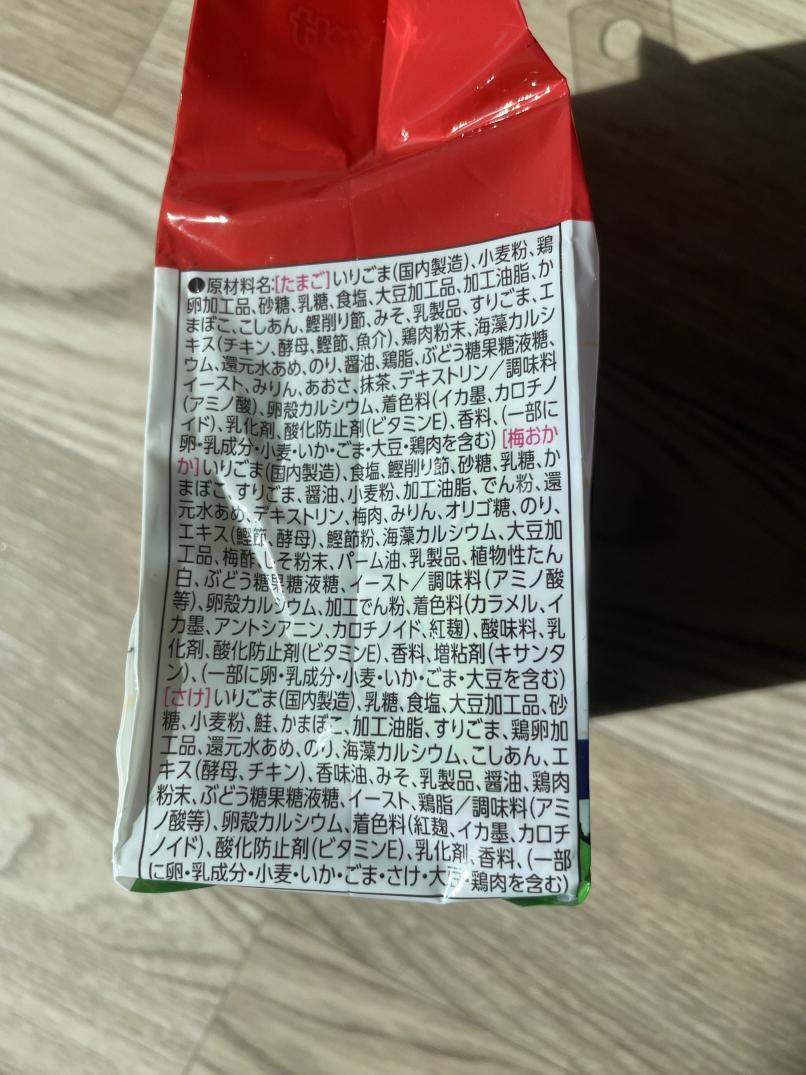 ●原材料名:[たまご]いりごま(国内製造)、小麦粉、鶏
卵加工品、砂糖、乳糖、食塩、大豆加工品、加工油脂、か
まぼこ、こしあん、鰹削り節、みそ、乳製品、すりごま、エ
キス(チキン、酵母、鰹節、魚介)、鶏肉粉末、海藻カルシ
ウム、還元水あめ、のり、醤油、鶏脂、ぶどう糖果糖液糖、
イースト、みりん、あおさ、抹茶、デキストリン/調味料
(アミノ酸)、卵殻カルシウム、着色料(イカ墨、カロチノ
イド)、乳化剤、酸化防止剤(ビタミンE)、香料、(一部に
卵・乳成分・小麦・いか・ごま・大豆・鶏肉を含む) [梅おか
か]いりごま(国内製造)、食塩、鰹削り節、砂糖、乳糖、か
まぼこ、すりごま、醤油、小麦粉、加工油脂、でん粉、還
元水あめ、デキストリン、梅肉、みりん、オリゴ糖、のり、
エキス(鰹節、酵母)、鰹節粉、海藻カルシウム、大豆加
工品、梅酢、しそ粉末、パーム油、乳製品、植物性たん
白、ぶどう糖果糖液糖、イースト/調味料(アミノ酸
等)、卵殻カルシウム、加工でん粉、着色料(カラメル、イ
カ墨、アントシアニン、カロチノイド、紅麹)、酸味料、乳
化剤、酸化防止剤(ビタミンE)、香料、増粘剤(キサンタ
ン)、(一部に卵・乳成分・小麦・いか・ごま・大豆を含む)
[さけ]いりごま(国内製造)、乳糖、食塩、大豆加工品、砂
糖、小麦粉、鮭、かまぼこ、加工油脂、すりごま、鶏卵加
工品、還元水あめ、のり、海藻カルシウム、こしあん、エ
キス(酵母、チキン)、香味油、みそ、乳製品、醤油、鶏肉
粉末、ぶどう糖果糖液糖、イースト、鶏脂/調味料(アミ
ノ酸等)、卵殻カルシウム、着色料(紅麹、イカ墨、カロチ
ノイド)、酸化防止剤(ビタミンE)、乳化剤、香料、(一部
に卵・乳成分・小麦・いか・ごま・さけ・大豆・鶏肉を含む)